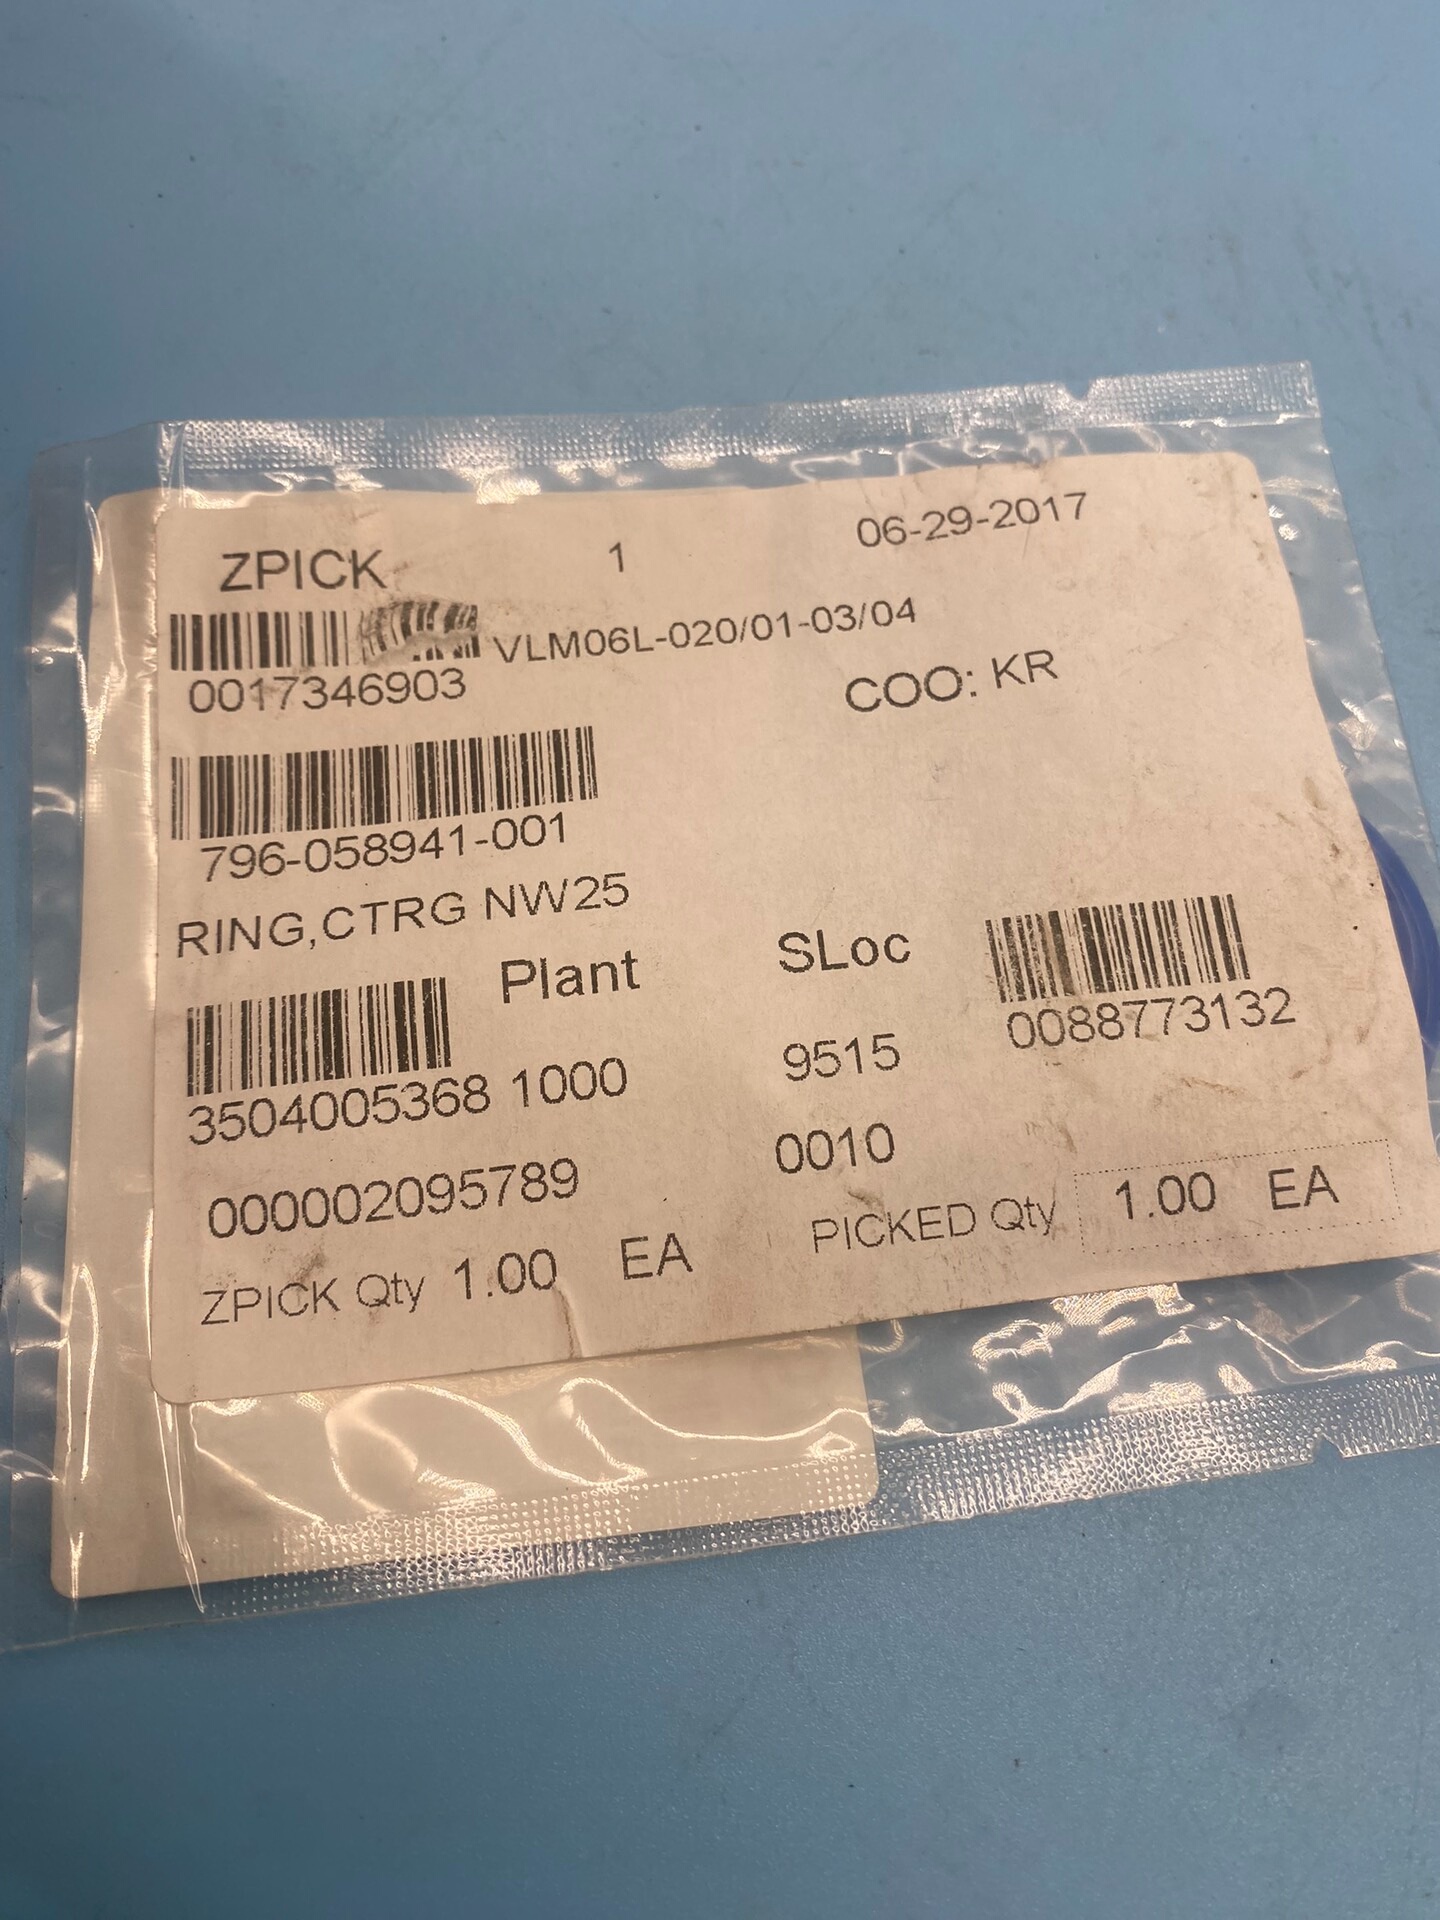 ZPICK 1 06-29-2017
VLM06L-020/01-03/04
0017346903
COO: KR
796-058941-001
RING,CTRG NW25
Plant SLoc
3504005368 1000 9515 0088773132
000002095789 0010
ZPICK Qty 1.00 EA PICKED Qty 1.00 EA